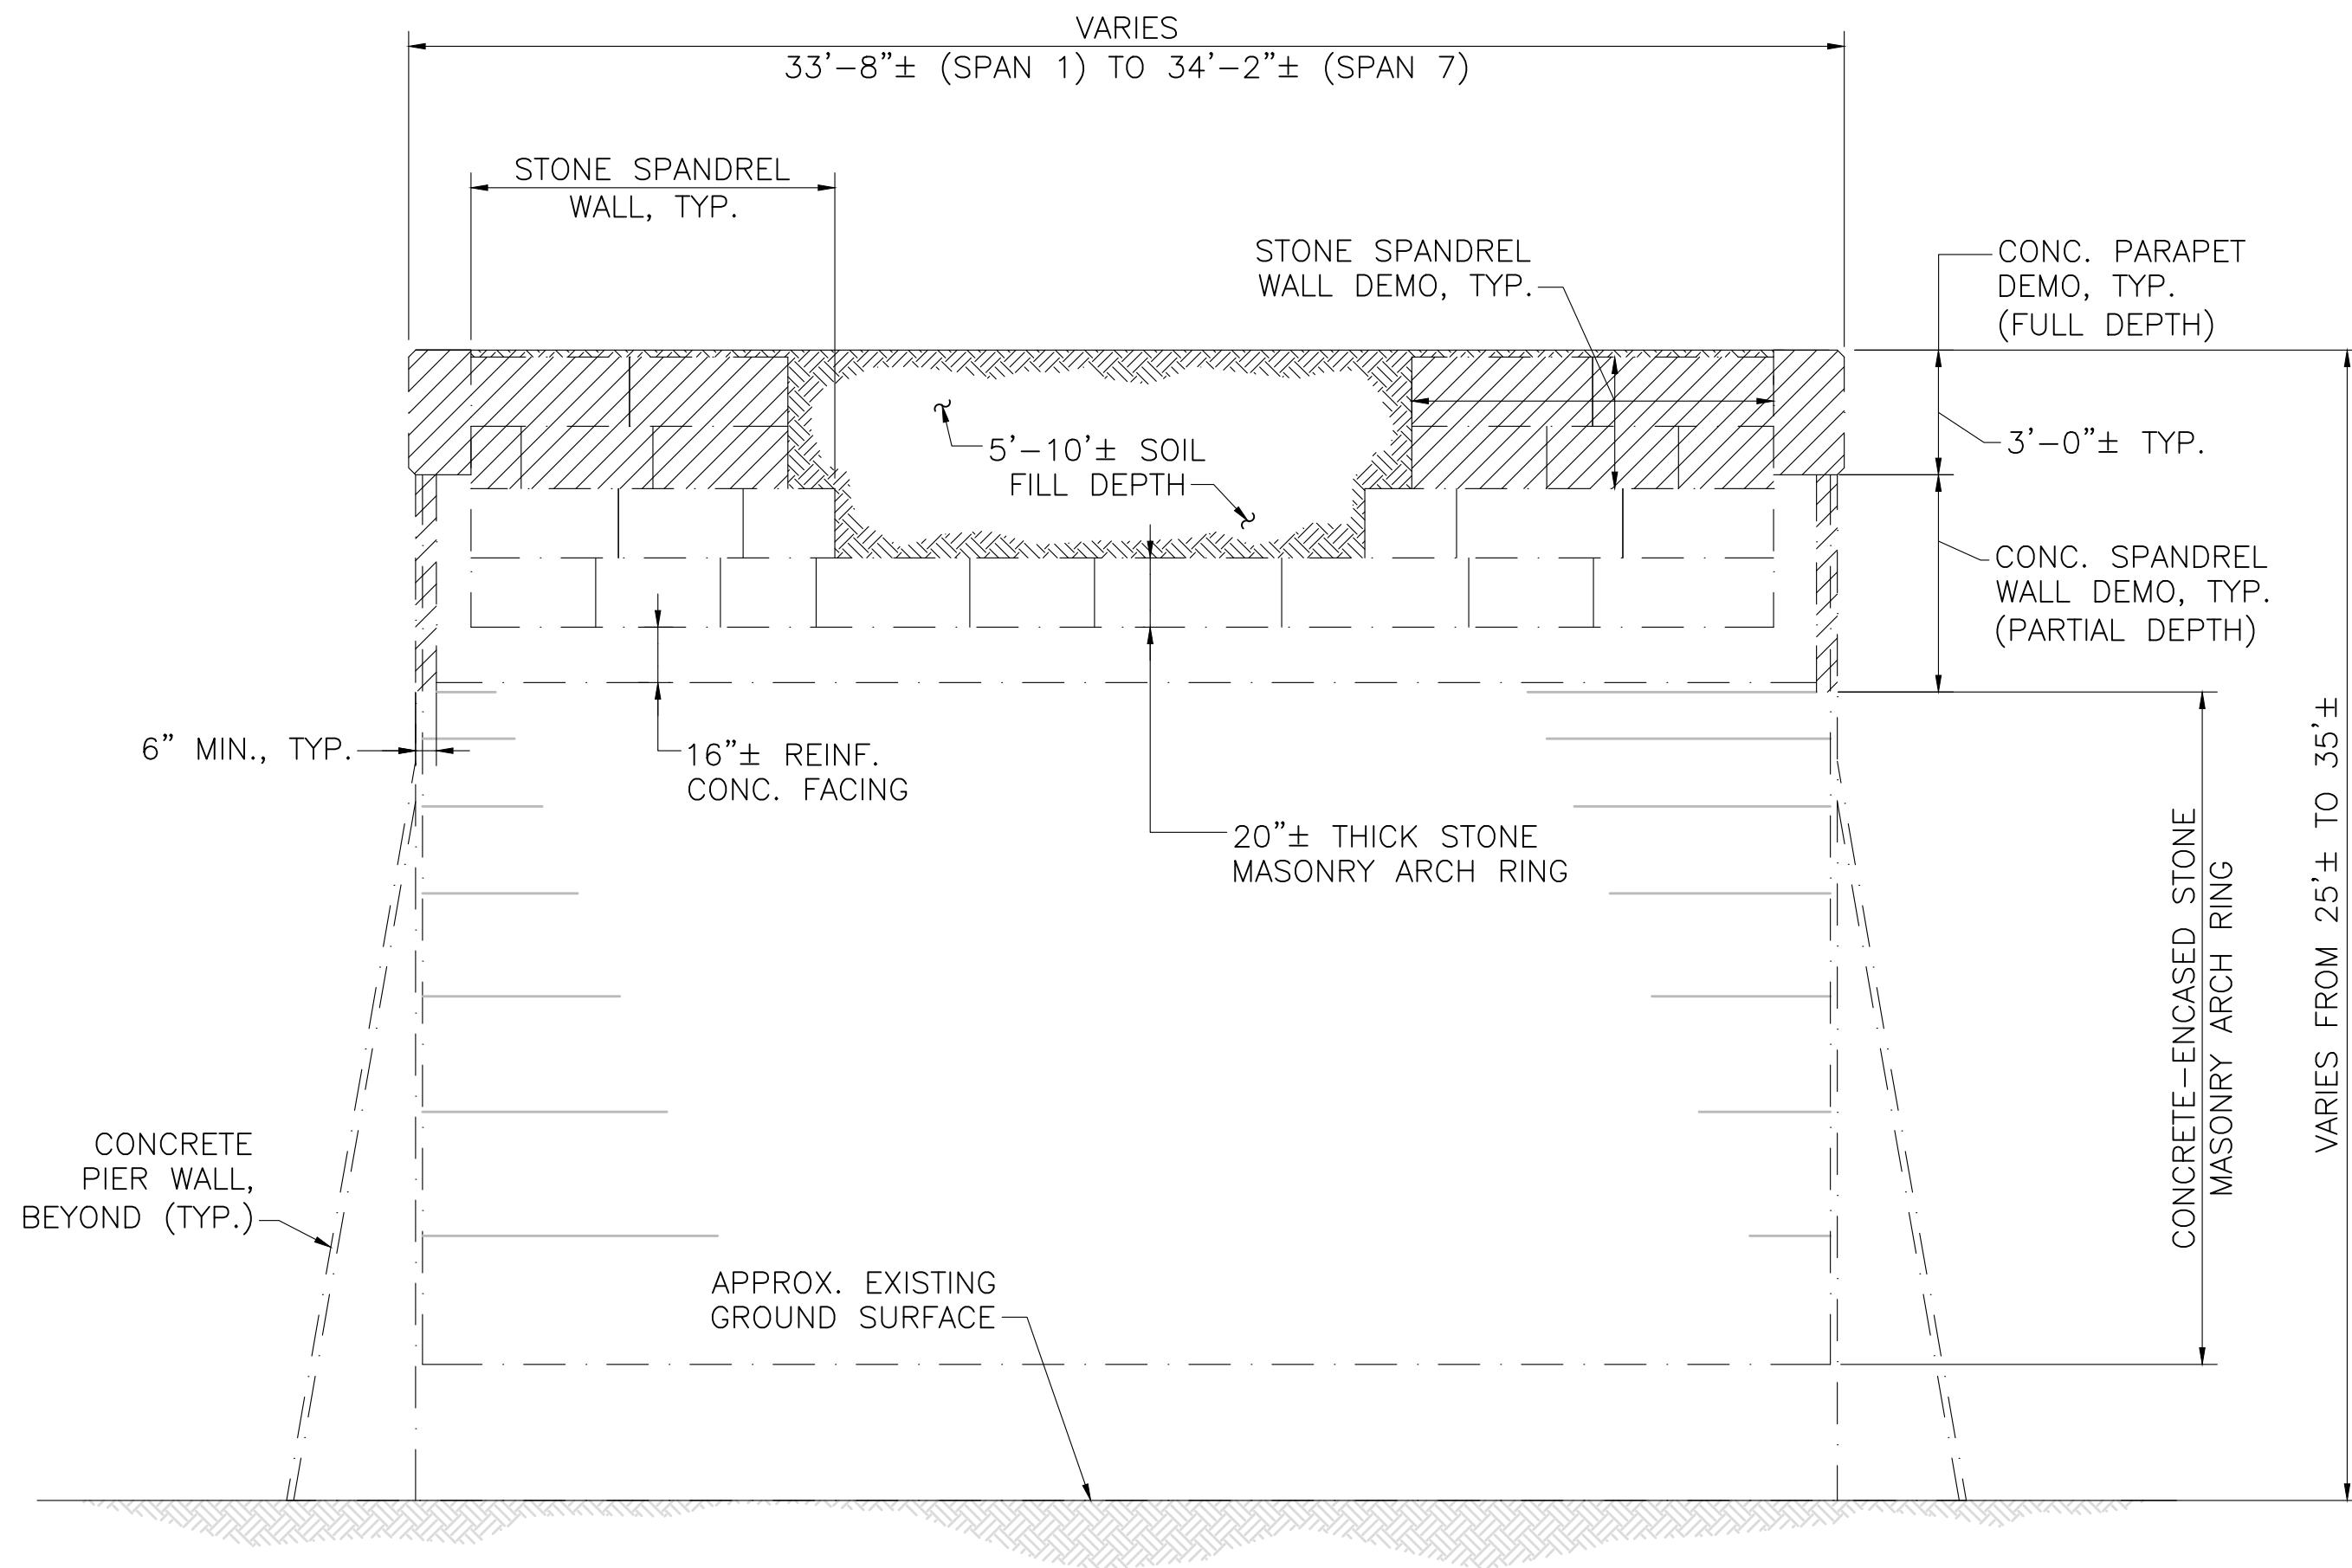 VARIES
33'-8"± (SPAN 1) TO 34'-2"± (SPAN 7)
STONE SPANDREL
WALL, TYP.
STONE SPANDREL
WALL DEMO, TYP.
CONC. PARAPET
DEMO, TYP.
(FULL DEPTH)
5'-10'± SOIL
FILL DEPTH
3'-0"± TYP.
CONC. SPANDREL
WALL DEMO, TYP.
(PARTIAL DEPTH)
6" MIN., TYP.
16"± REINF.
CONC. FACING
20"± THICK STONE
MASONRY ARCH RING
CONCRETE-ENCASED STONE
MASONRY ARCH RING
VARIES FROM 25'± TO 35'±
CONCRETE
PIER WALL,
BEYOND (TYP.)
APPROX. EXISTING
GROUND SURFACE